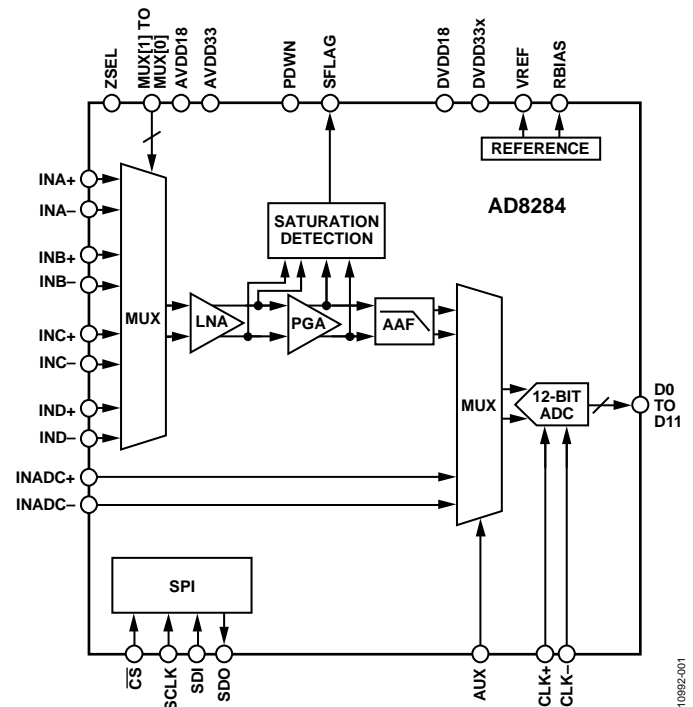 ZSEL
MUX[1] TO
MUX[0]
AVDD18
AVDD33
PDWN
SFLAG
DVDD18
DVDD33x
VREF
RBIAS
REFERENCE
AD8284
INA+
INA–
INB+
INB–
INC+
INC–
IND+
IND–
INADC+
INADC–
SATURATION
DETECTION
MUX
LNA
PGA
AAF
MUX
12-BIT
ADC
D0
TO
D11
SPI
CS
SCLK
SDI
SDO
AUX
CLK+
CLK–
10992-001